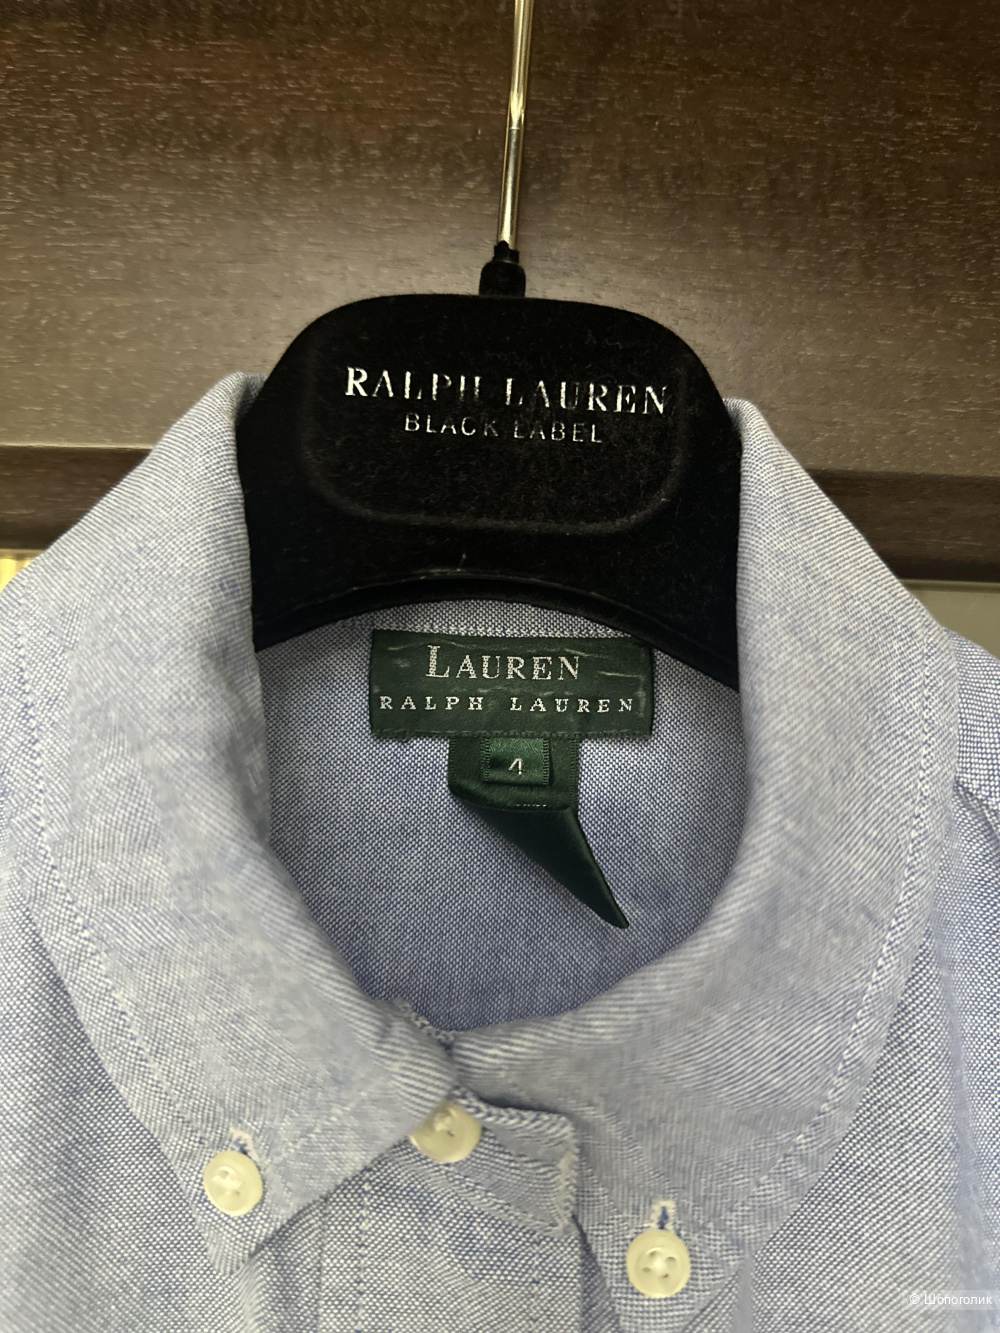 RALPH LAUREN
BLACK LABEL
LAUREN
RALPH LAUREN
4
© Шопоголик